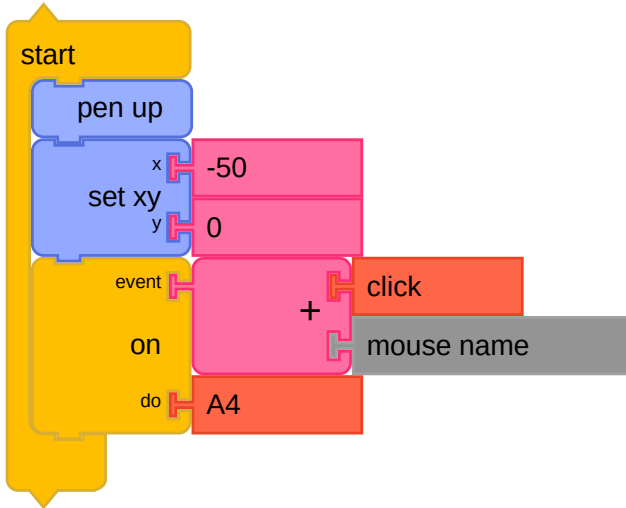 start
pen up
x -50
set xy
y 0
event click
+
on mouse name
do A4